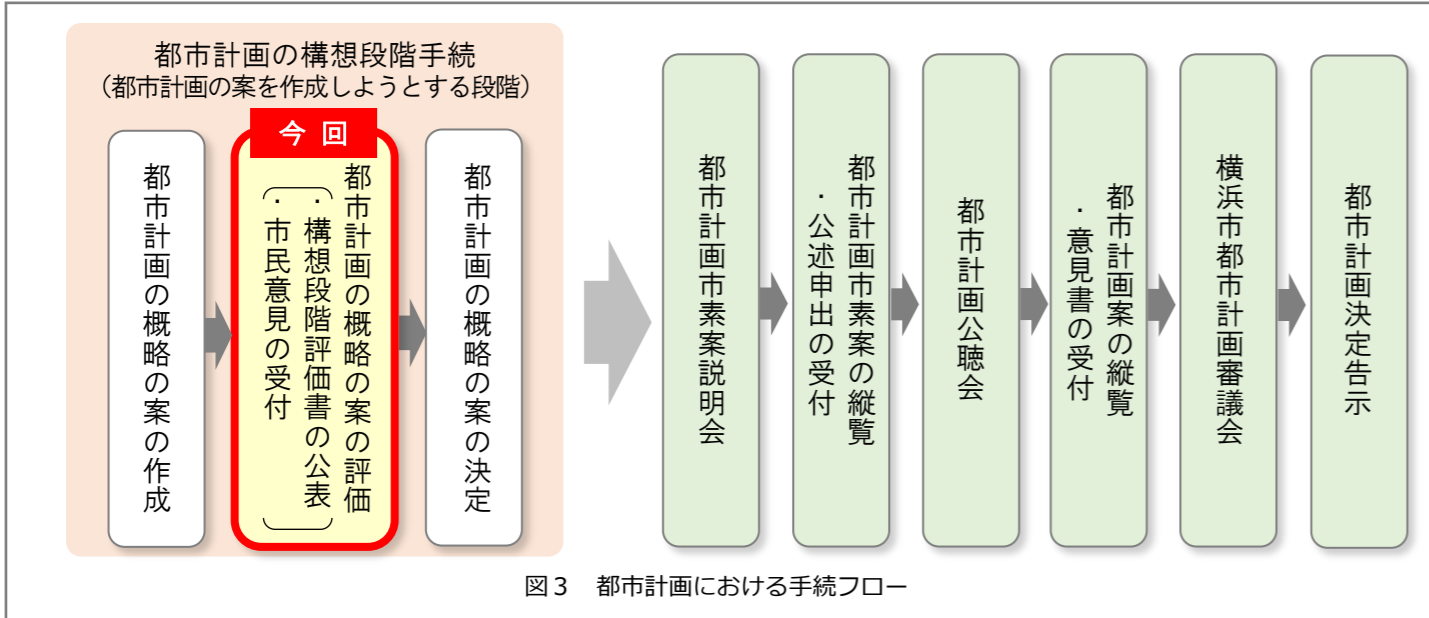 都市計画の構想段階手続
（都市計画の案を作成しようとする段階）
都市計画の概略の案の作成
今 回
都市計画の概略の案の評価
・構想段階評価書の公表
・市民意見の受付
都市計画の概略の案の決定
都市計画市素案説明会
都市計画市素案の縦覧
・公述申出の受付
都市計画公聴会
都市計画案の縦覧
・意見書の受付
横浜市都市計画審議会
都市計画決定告示
図３　都市計画における手続フロー